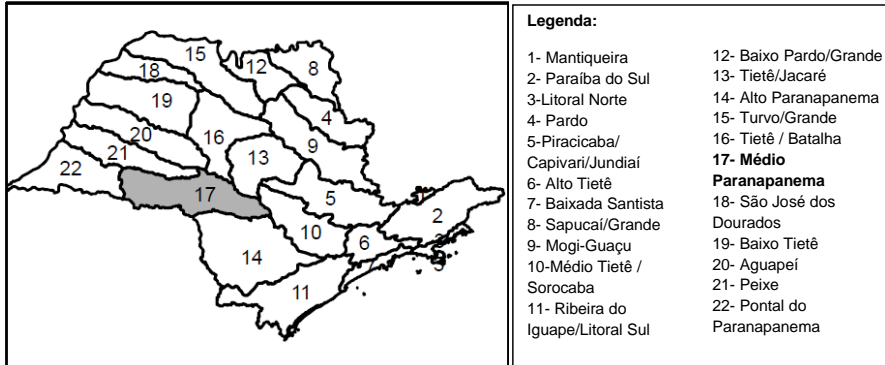 15
18
12
8
19
4
20
16
9
21
13
22
17
5
1
2
10
6
3
14
7
11
Legenda:
1- Mantiqueira
2- Paraíba do Sul
3-Litoral Norte
4- Pardo
5-Piracicaba/
Capivari/Jundiaí
6- Alto Tietê
7- Baixada Santista
8- Sapucaí/Grande
9- Mogi-Guaçu
10-Médio Tietê /
Sorocaba
11- Ribeira do
Iguape/Litoral Sul
12- Baixo Pardo/Grande
13- Tietê/Jacaré
14- Alto Paranapanema
15- Turvo/Grande
16- Tietê / Batalha
17- Médio
Paranapanema
18- São José dos
Dourados
19- Baixo Tietê
20- Aguapeí
21- Peixe
22- Pontal do
Paranapanema